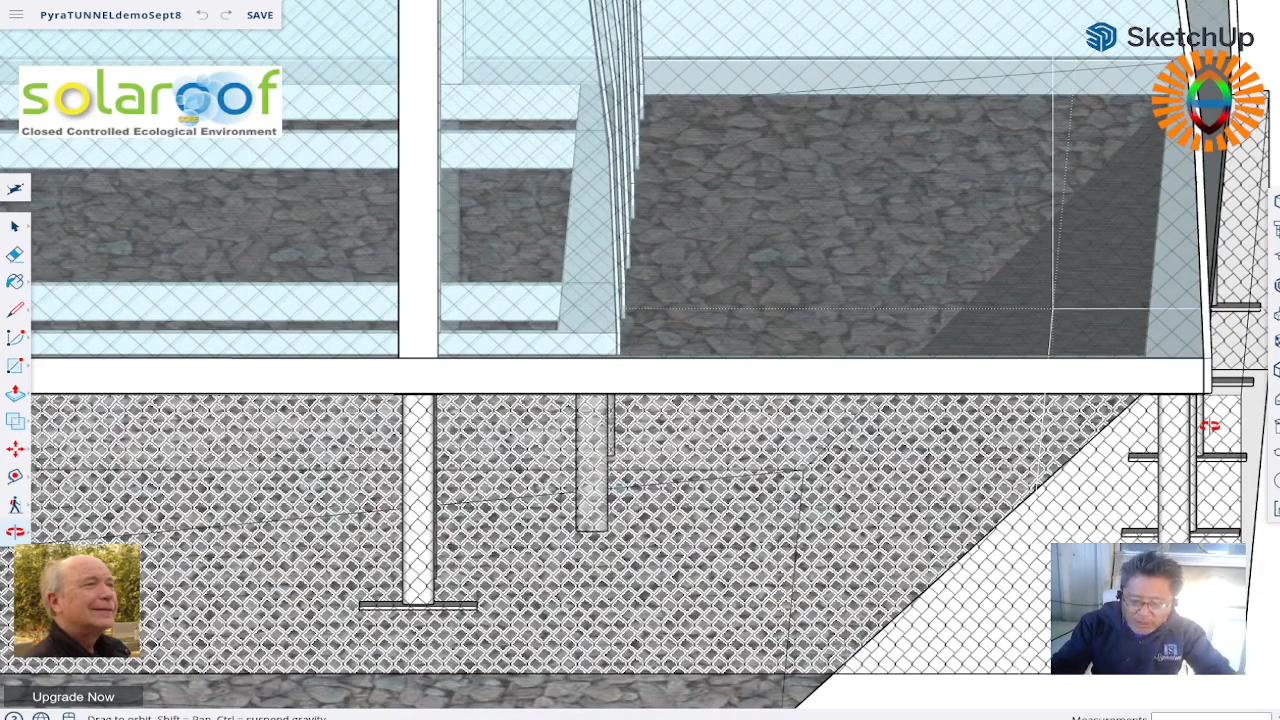 PyraTUNNELdemoSept8
SAVE
SketchUp
solaroof
Closed Controlled Ecological Environment
Upgrade Now
Drag to orbit. Shift = Pan, Ctrl = suspend gravity
Measurements